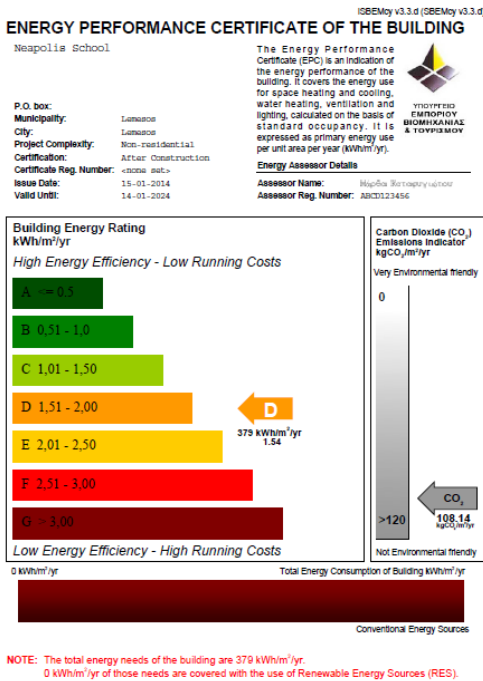 ISBEMcy v3.3.d (SBEMcy v3.3.d)
ENERGY PERFORMANCE CERTIFICATE OF THE BUILDING
Neapolis School
The Energy Performance
Certificate (EPC) is an indication of
the energy performance of the
building. It covers the energy use
for space heating and cooling,
water heating, ventilation and
lighting, calculated on the basis of
standard occupancy. It is
expressed as primary energy use
per unit area per year (kWh/m²/yr).
ΥΠΟΥΡΓΕΙΟ
ΕΜΠΟΡΙΟΥ
ΒΙΟΜΗΧΑΝΙΑΣ
& ΤΟΥΡΙΣΜΟΥ
P.O. box:
Municipality: Lemesos
City: Lemesos
Project Complexity: Non-residential
Certification: After Construction
Certificate Reg. Number: <none set>
Issue Date: 15-01-2014
Valid Until: 14-01-2024
Energy Assessor Details
Assessor Name:
Assessor Reg. Number: ABCD123456
Building Energy Rating
kWh/m²/yr
High Energy Efficiency - Low Running Costs
A <= 0.5
B 0,51 - 1,0
C 1,01 - 1,50
D 1,51 - 2,00
E 2,01 - 2,50
F 2,51 - 3,00
G > 3,00
D
379 kWh/m²/yr
1.54
Low Energy Efficiency - High Running Costs
Carbon Dioxide (CO₂)
Emissions Indicator
kgCO₂/m²/yr
Very Environmental friendly
0
CO₂
>120
108.14
kgCO₂/m²/yr
Not Environmental friendly
0 kWh/m²/yr
Total Energy Consumption of Building kWh/m²/yr
Conventional Energy Sources
NOTE: The total energy needs of the building are 379 kWh/m²/yr.
0 kWh/m²/yr of those needs are covered with the use of Renewable Energy Sources (RES).